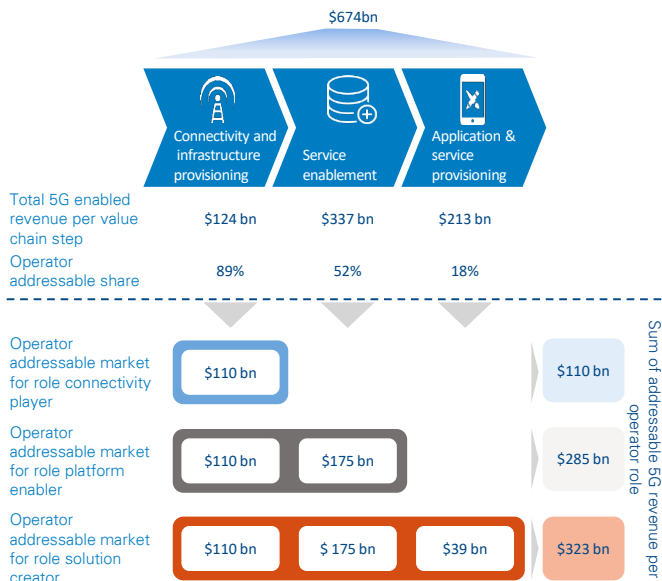 $674bn
Connectivity and
infrastructure
provisioning
Service
enablement
Application &
service
provisioning
Total 5G enabled
revenue per value
chain step
$124 bn
$337 bn
$213 bn
Operator
addressable share
89%
52%
18%
Operator
addressable market
for role connectivity
player
$110 bn
$110 bn
Operator
addressable market
for role platform
enabler
$110 bn
$175 bn
$285 bn
Operator
addressable market
for role solution
creator
$110 bn
$ 175 bn
$39 bn
$323 bn
Sum of addressable 5G revenue per
operator role